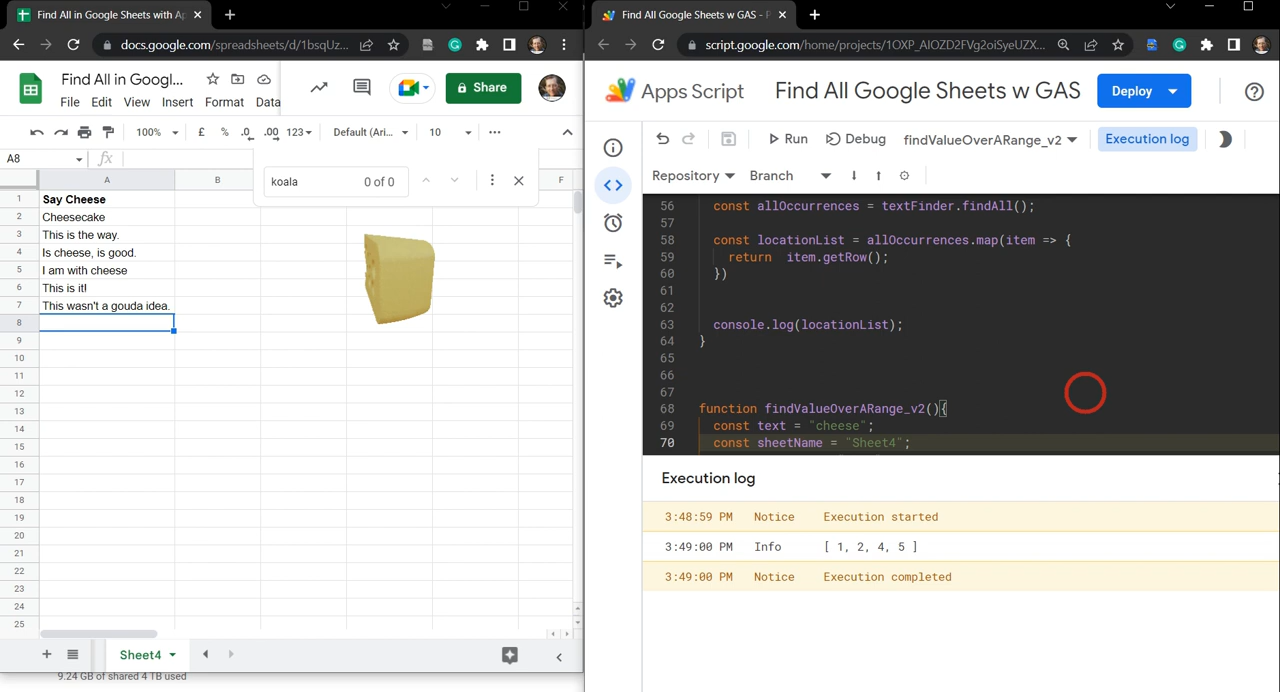 Find All in Google Sheets with Ap
docs.google.com/spreadsheets/d/1bsqUz...
Find All in Googl...
File Edit View Insert Format Data
Share
100% £ % .0 .00 123 Default (Ari... 10 ...
A8 fx
koala 0 of 0
A B F
1 Say Cheese
2 Cheesecake
3 This is the way.
4 Is cheese, is good.
5 I am with cheese
6 This is it!
7 This wasn't a gouda idea.
8
9
10
11
12
13
14
15
16
17
18
19
20
21
22
23
24
25
Sheet4
9.24 GB of shared 4 TB used
Find All Google Sheets w GAS - P
script.google.com/home/projects/1OXP_AIOZD2FVg2oiSyeUZX...
Apps Script Find All Google Sheets w GAS Deploy
Run Debug findValueOverARange_v2 Execution log
Repository Branch
56 const allOccurrences = textFinder.findAll();
57
58 const locationList = allOccurrences.map(item => {
59 return item.getRow();
60 })
61
62
63 console.log(locationList);
64 }
65
66
67
68 function findValueOverARange_v2(){
69 const text = "cheese";
70 const sheetName = "Sheet4";
Execution log
3:48:59 PM Notice Execution started
3:49:00 PM Info [ 1, 2, 4, 5 ]
3:49:00 PM Notice Execution completed